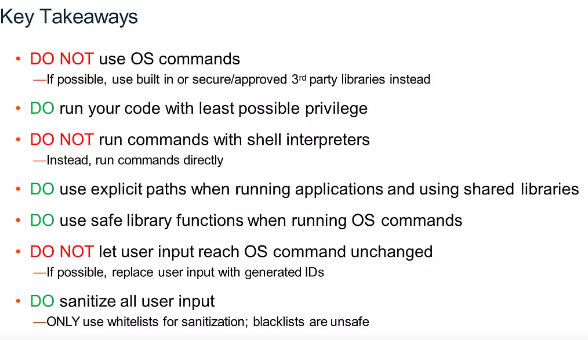 Key Takeaways
• DO NOT use OS commands
—If possible, use built in or secure/approved 3rd party libraries instead
• DO run your code with least possible privilege
• DO NOT run commands with shell interpreters
—Instead, run commands directly
• DO use explicit paths when running applications and using shared libraries
• DO use safe library functions when running OS commands
• DO NOT let user input reach OS command unchanged
—If possible, replace user input with generated IDs
• DO sanitize all user input
—ONLY use whitelists for sanitization; blacklists are unsafe